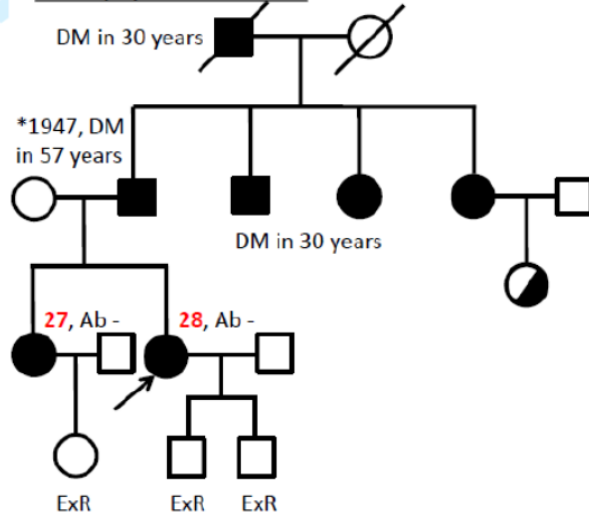 DM in 30 years
*1947, DM
in 57 years
DM in 30 years
27, Ab -
28, Ab -
ExR
ExR
ExR